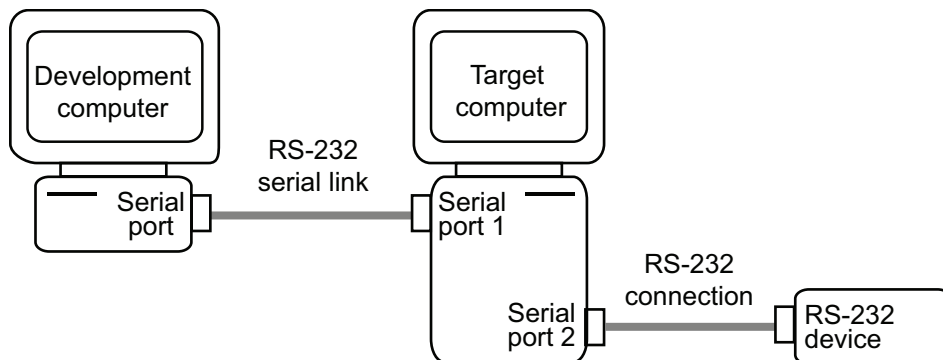 Development
computer
Target
computer
RS-232
serial link
Serial
port
Serial
port 1
RS-232
connection
Serial
port 2
RS-232
device